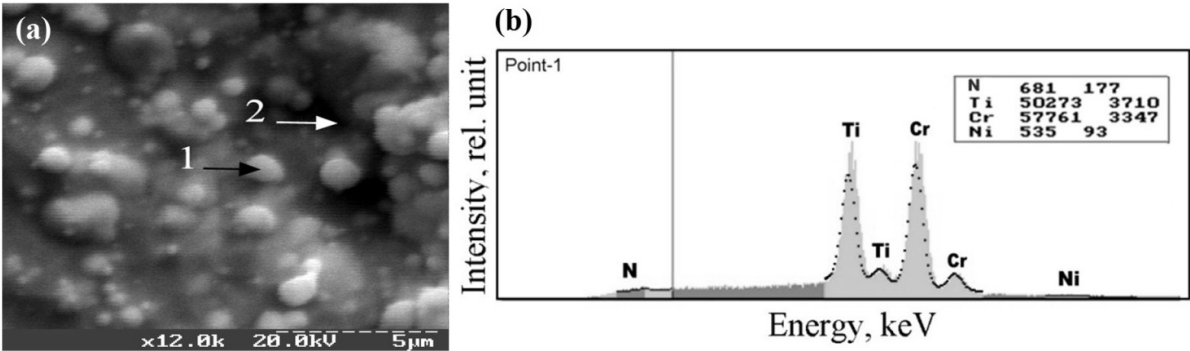 (a)
2
1
x12.0k 20.0kV 5µm
(b)
Point-1
N 681 177
Ti 50273 3710
Cr 57761 3347
Ni 535 93
Ti
Cr
Ti
Cr
N
Ni
Intensity, rel. unit
Energy, keV